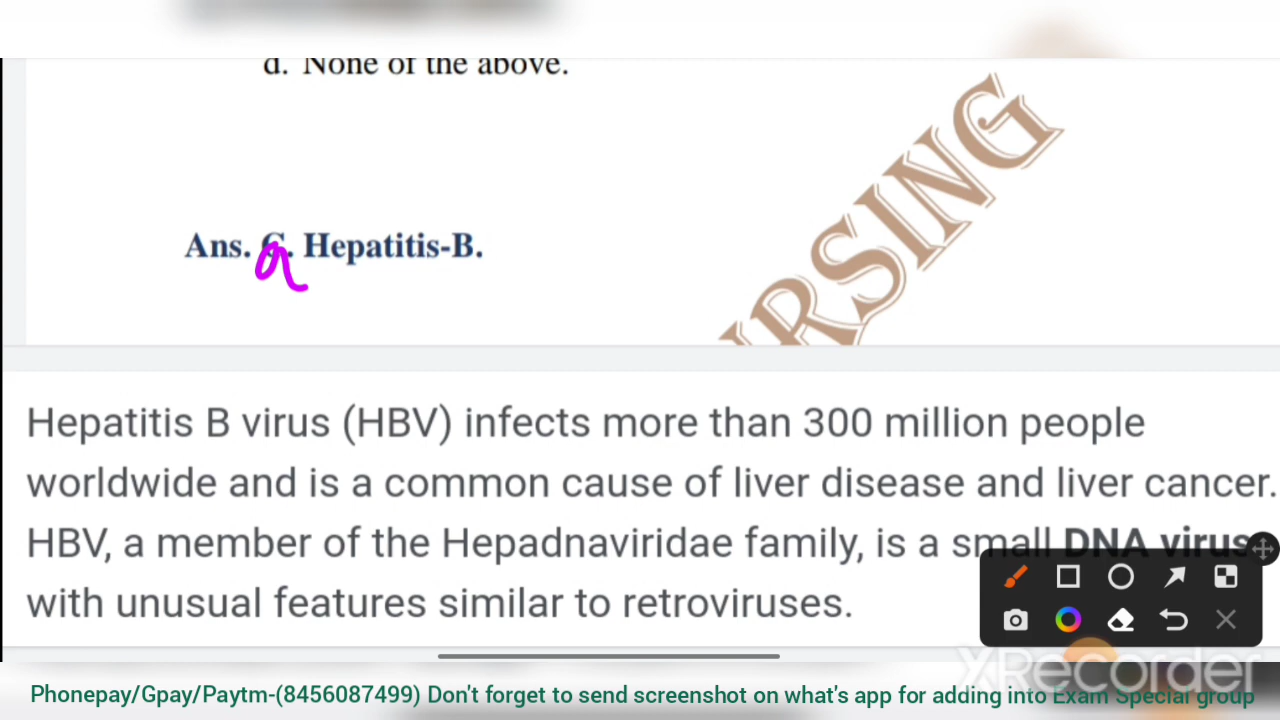 d. None of the above.
Ans. C. Hepatitis-B.
a
RSING
Hepatitis B virus (HBV) infects more than 300 million people
worldwide and is a common cause of liver disease and liver cancer.
HBV, a member of the Hepadnaviridae family, is a small DNA virus
with unusual features similar to retroviruses.
XRecorder
Phonepay/Gpay/Paytm-(8456087499) Don't forget to send screenshot on what's app for adding into Exam Special group